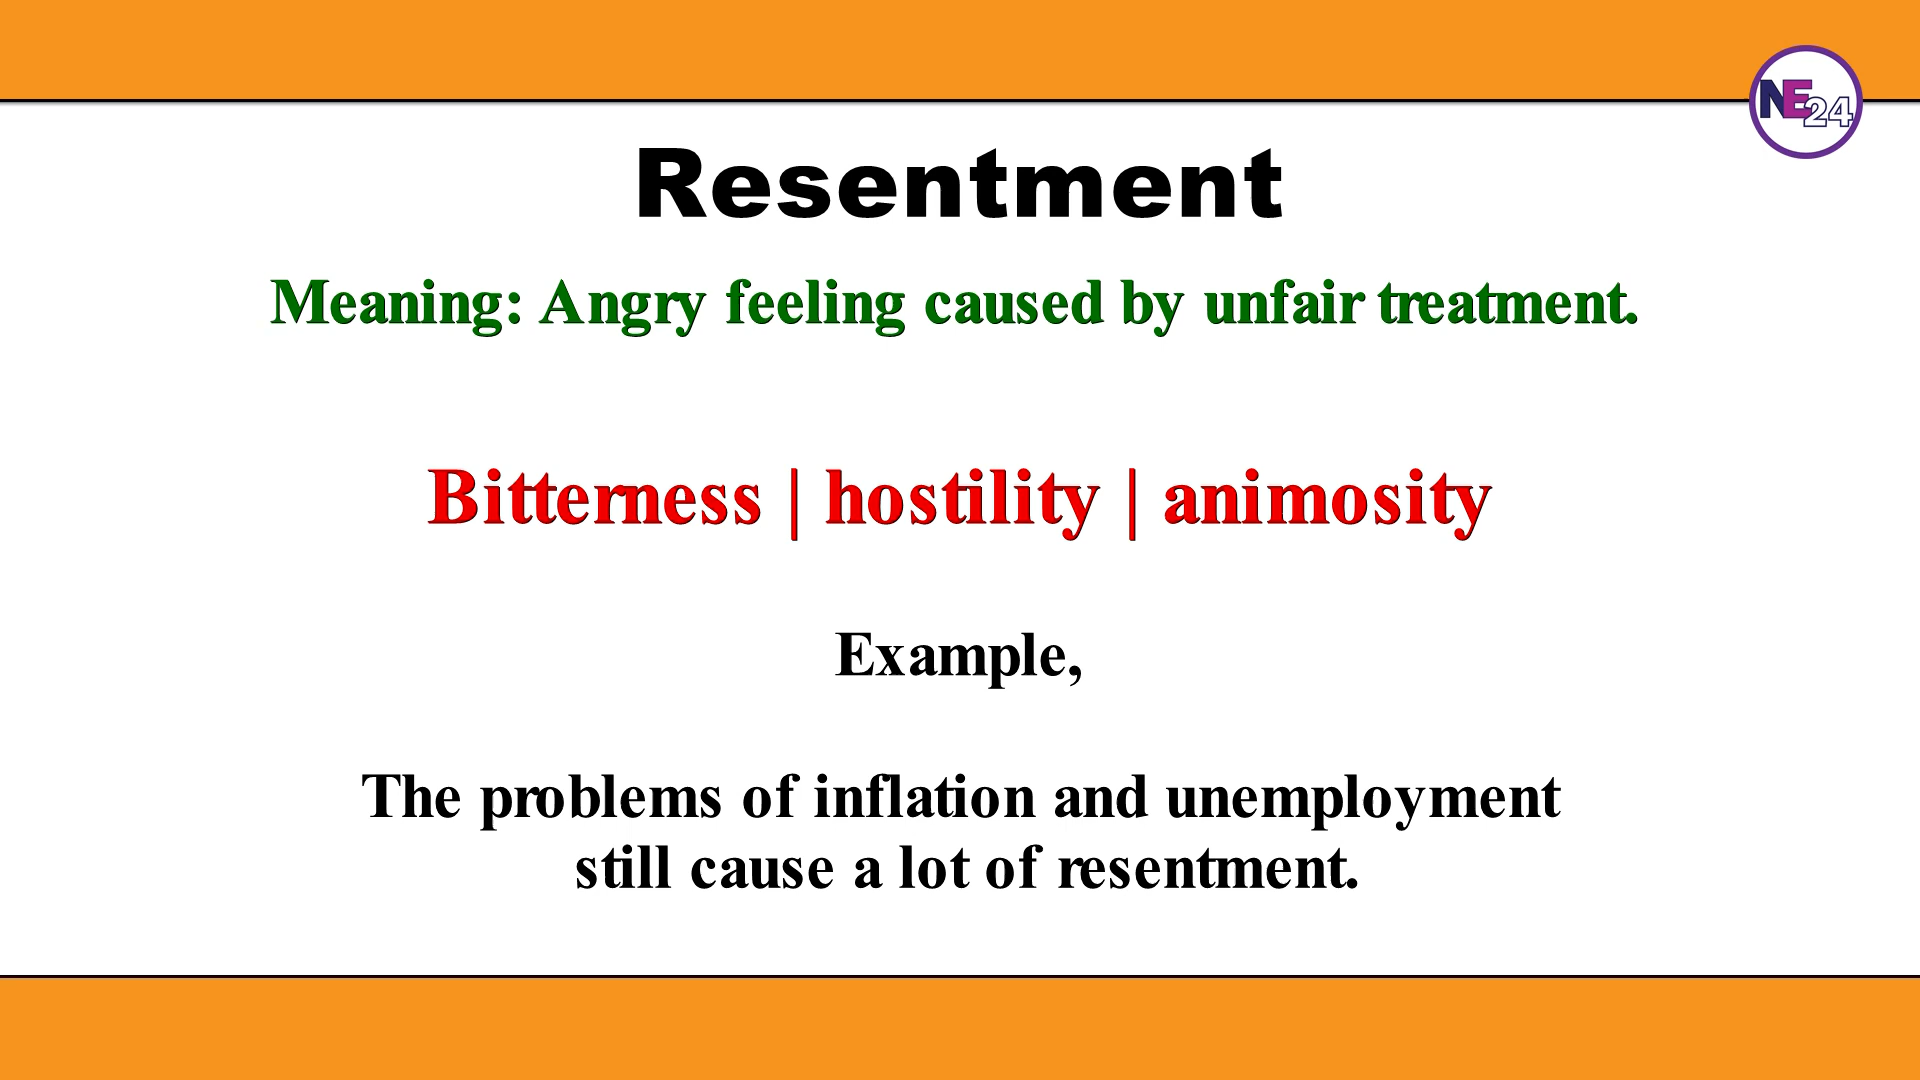 NE24
Resentment
Meaning: Angry feeling caused by unfair treatment.
Bitterness | hostility | animosity
Example,
The problems of inflation and unemployment
still cause a lot of resentment.